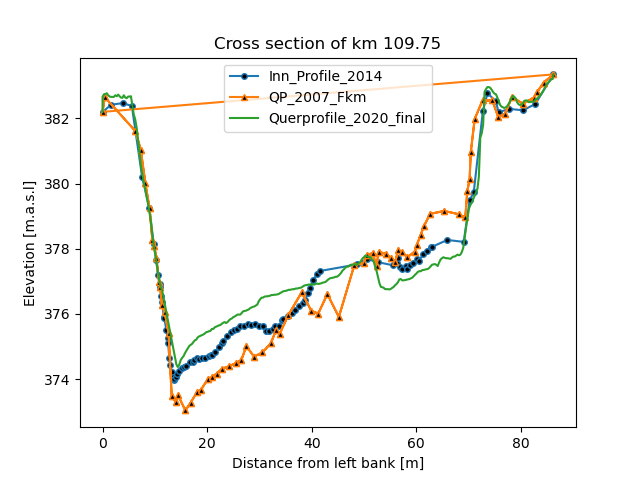 Cross section of km 109.75
Inn_Profile_2014
QP_2007_Fkm
Querprofile_2020_final
382
380
378
376
374
Elevation [m.a.s.l]
0 20 40 60 80
Distance from left bank [m]